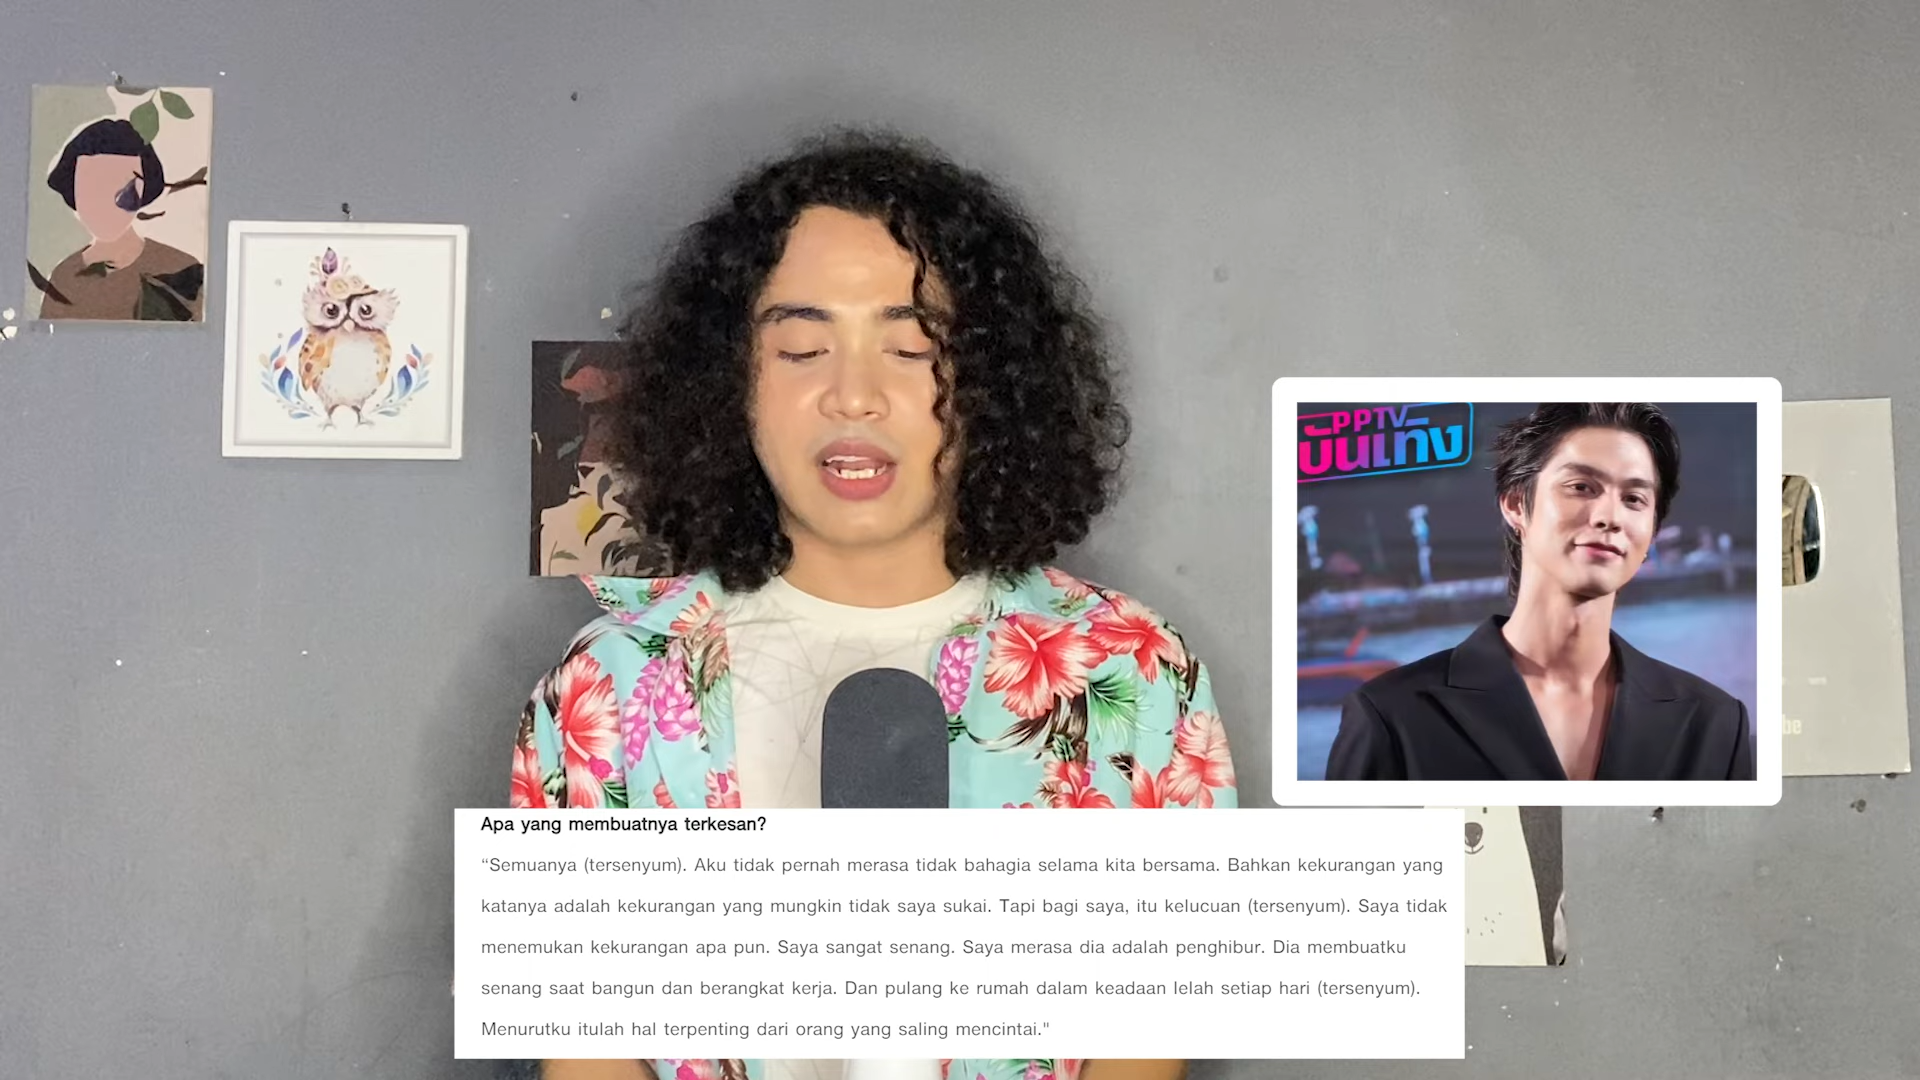 PPTV
บันเทิง
be
Apa yang membuatnya terkesan?
“Semuanya (tersenyum). Aku tidak pernah merasa tidak bahagia selama kita bersama. Bahkan kekurangan yang
katanya adalah kekurangan yang mungkin tidak saya sukai. Tapi bagi saya, itu kelucuan (tersenyum). Saya tidak
menemukan kekurangan apa pun. Saya sangat senang. Saya merasa dia adalah penghibur. Dia membuatku
senang saat bangun dan berangkat kerja. Dan pulang ke rumah dalam keadaan lelah setiap hari (tersenyum).
Menurutku itulah hal terpenting dari orang yang saling mencintai."